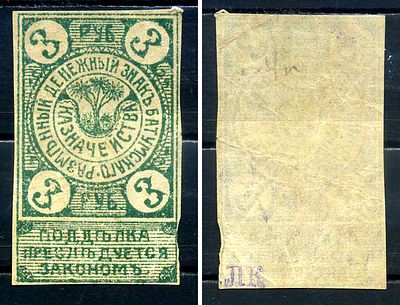 3 РУБ 3
РАЗМѢННЫЙ ДЕНЕЖНЫЙ ЗНАКЪ БАТУМСКАГО
КАЗНАЧЕЙСТВА
3 РУБ. 3
ПОДДѢЛКА
ПРЕСЛѢДУЕТСЯ
ЗАКОНОМЪ
П.К.